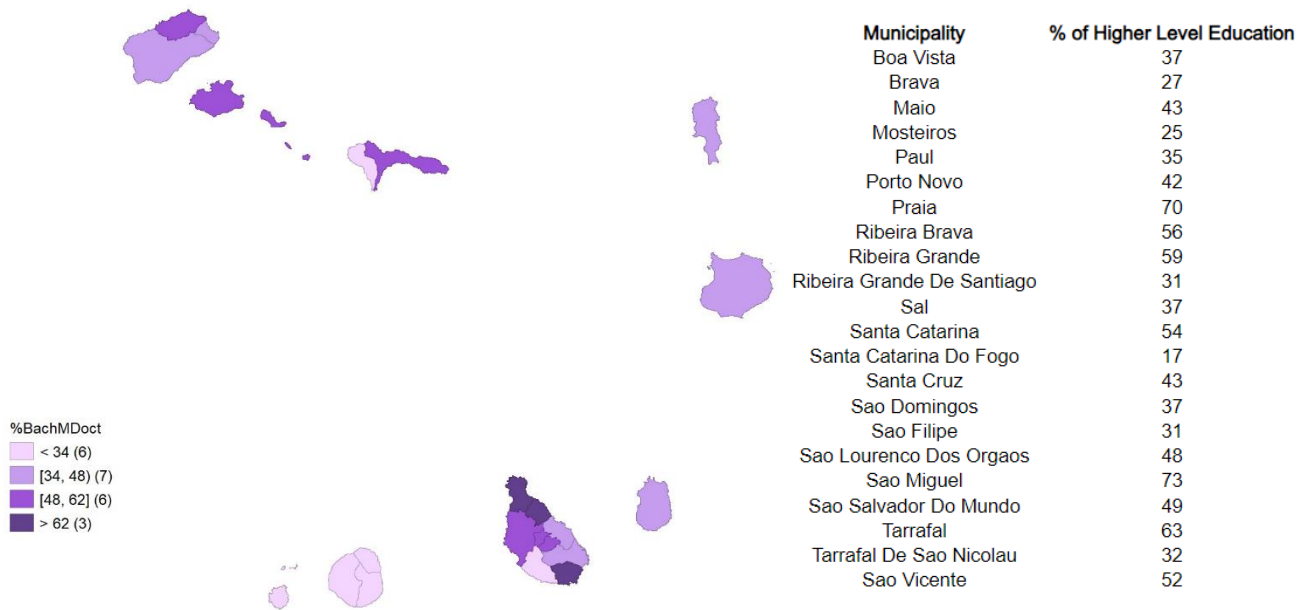 Municipality % of Higher Level Education
Boa Vista 37
Brava 27
Maio 43
Mosteiros 25
Paul 35
Porto Novo 42
Praia 70
Ribeira Brava 56
Ribeira Grande 59
Ribeira Grande De Santiago 31
Sal 37
Santa Catarina 54
Santa Catarina Do Fogo 17
Santa Cruz 43
Sao Domingos 37
Sao Filipe 31
Sao Lourenco Dos Orgaos 48
Sao Miguel 73
Sao Salvador Do Mundo 49
Tarrafal 63
Tarrafal De Sao Nicolau 32
Sao Vicente 52
%BachMDoct
< 34 (6)
[34, 48) (7)
[48, 62] (6)
> 62 (3)